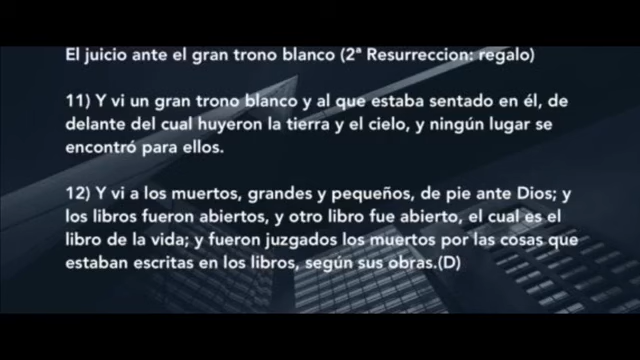 El juicio ante el gran trono blanco (2ª Resurreccion: regalo)
11) Y vi un gran trono blanco y al que estaba sentado en él, de
delante del cual huyeron la tierra y el cielo, y ningún lugar se
encontró para ellos.
12) Y vi a los muertos, grandes y pequeños, de pie ante Dios; y
los libros fueron abiertos, y otro libro fue abierto, el cual es el
libro de la vida; y fueron juzgados los muertos por las cosas que
estaban escritas en los libros, según sus obras.(D)